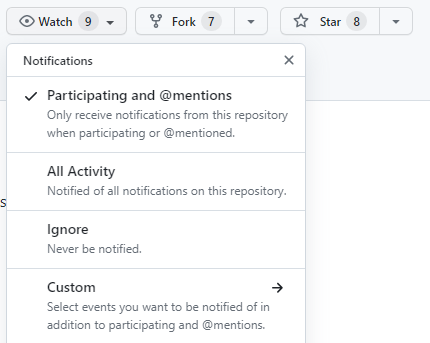 Watch 9 Fork 7 Star 8
Notifications
Participating and @mentions
Only receive notifications from this repository
when participating or @mentioned.
All Activity
Notified of all notifications on this repository.
s
Ignore
Never be notified.
Custom
Select events you want to be notified of in
addition to participating and @mentions.